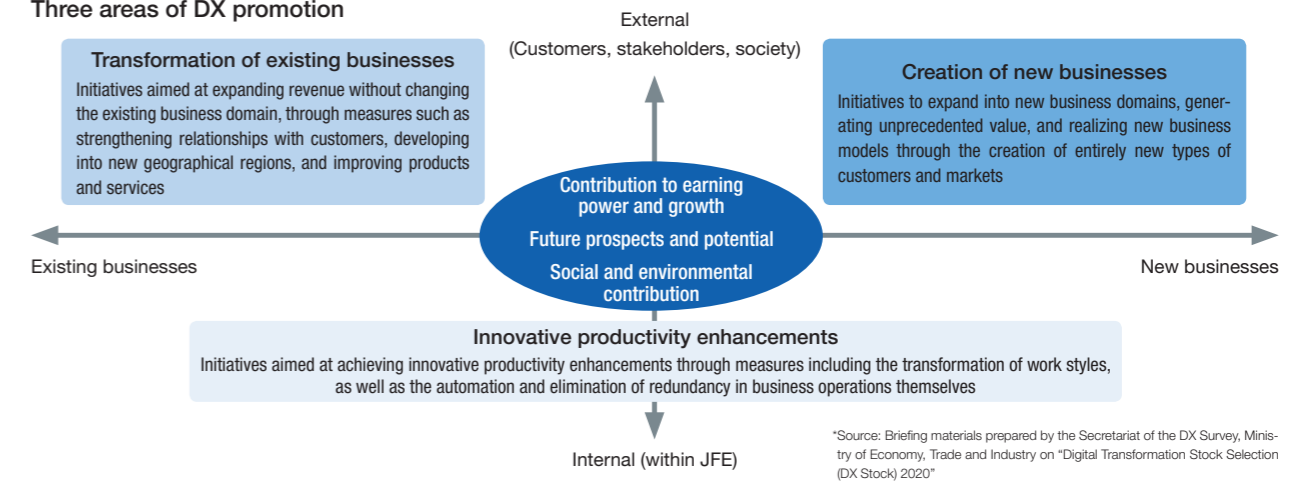 Three areas of DX promotion
External
(Customers, stakeholders, society)
Transformation of existing businesses
Initiatives aimed at expanding revenue without changing
the existing business domain, through measures such as
strengthening relationships with customers, developing
into new geographical regions, and improving products
and services
Creation of new businesses
Initiatives to expand into new business domains, gener-
ating unprecedented value, and realizing new business
models through the creation of entirely new types of
customers and markets
Contribution to earning
power and growth
Future prospects and potential
Social and environmental
contribution
Existing businesses
New businesses
Innovative productivity enhancements
Initiatives aimed at achieving innovative productivity enhancements through measures including the transformation of work styles,
as well as the automation and elimination of redundancy in business operations themselves
Internal (within JFE)
*Source: Briefing materials prepared by the Secretariat of the DX Survey, Minis-
try of Economy, Trade and Industry on “Digital Transformation Stock Selection
(DX Stock) 2020”